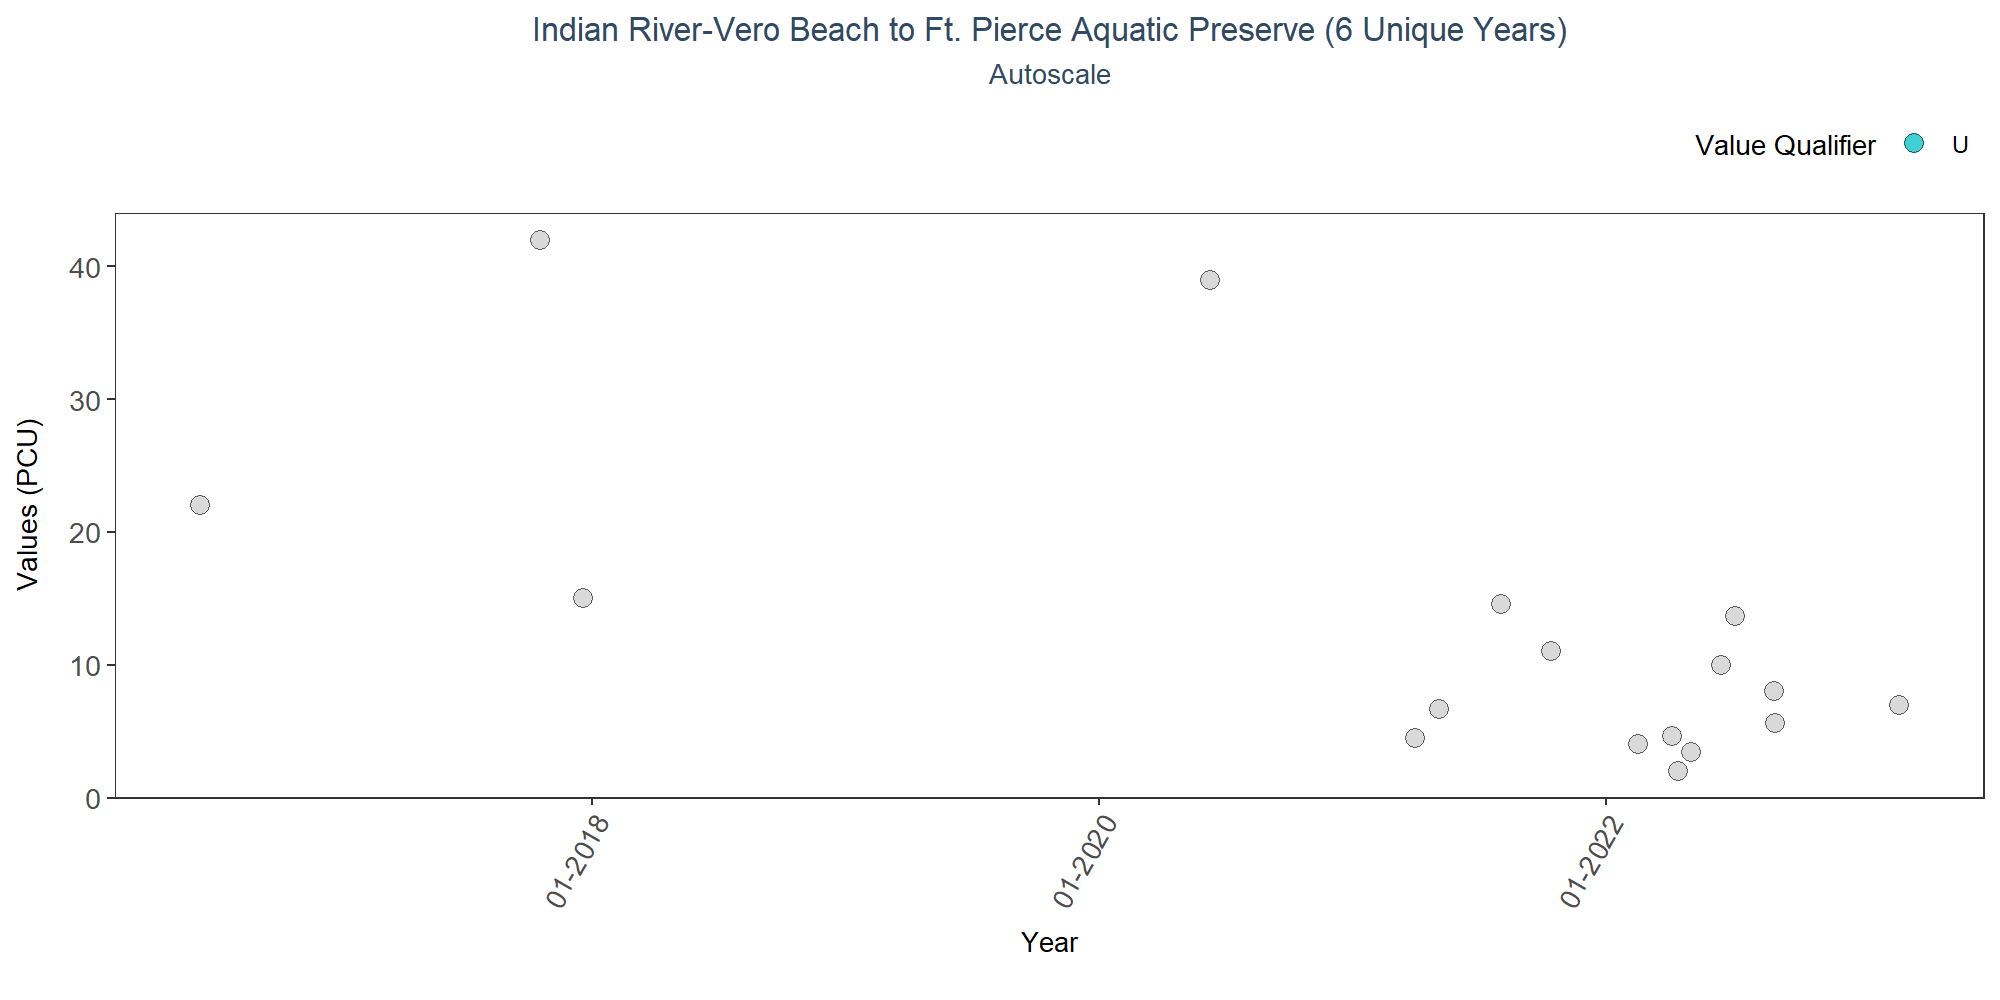 Indian River-Vero Beach to Ft. Pierce Aquatic Preserve (6 Unique Years)
Autoscale
Value Qualifier U
40
30
20
10
0
Values (PCU)
01-2018
01-2020
01-2022
Year